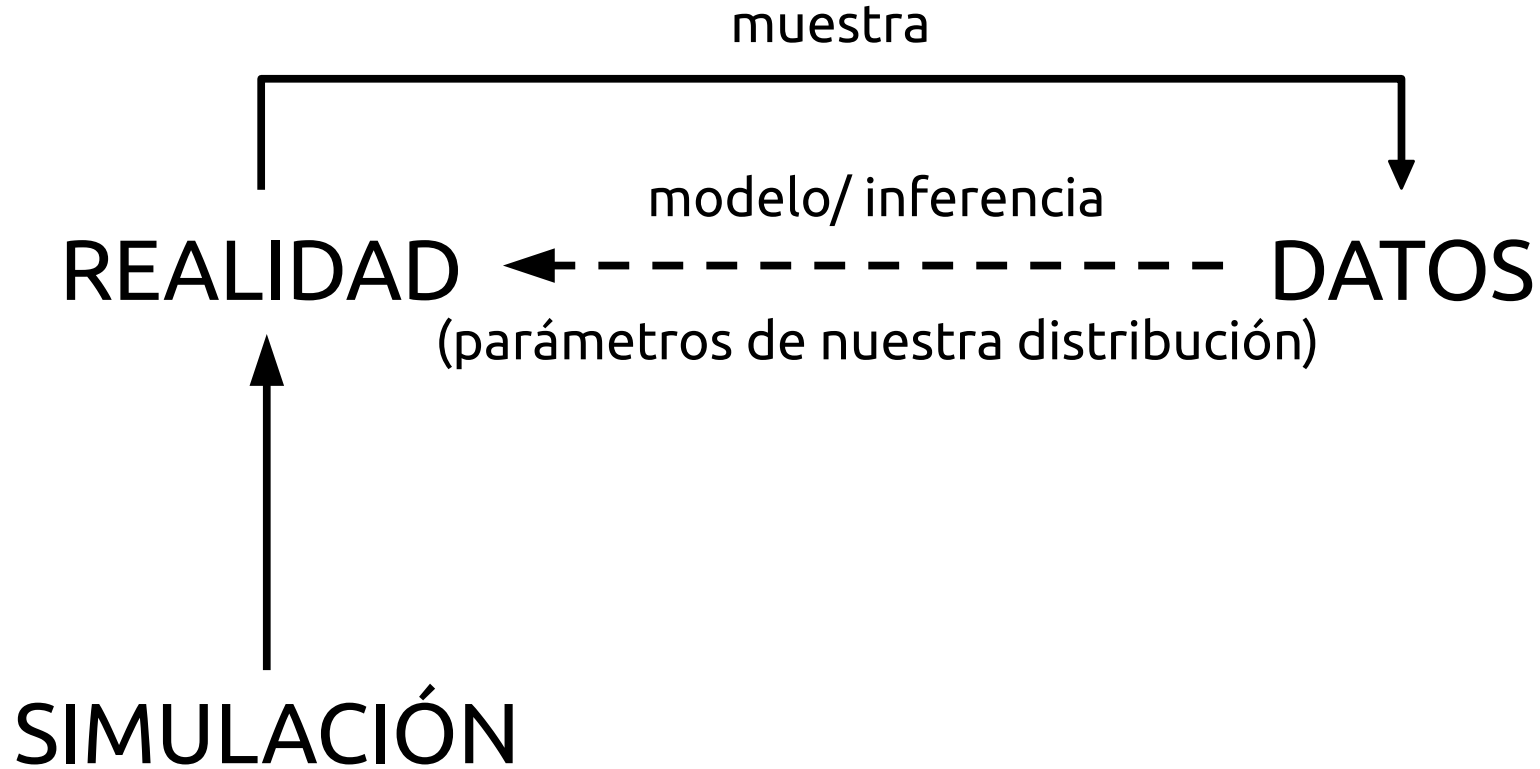 muestra
modelo/ inferencia
REALIDAD
DATOS
(parámetros de nuestra distribución)
SIMULACIÓN